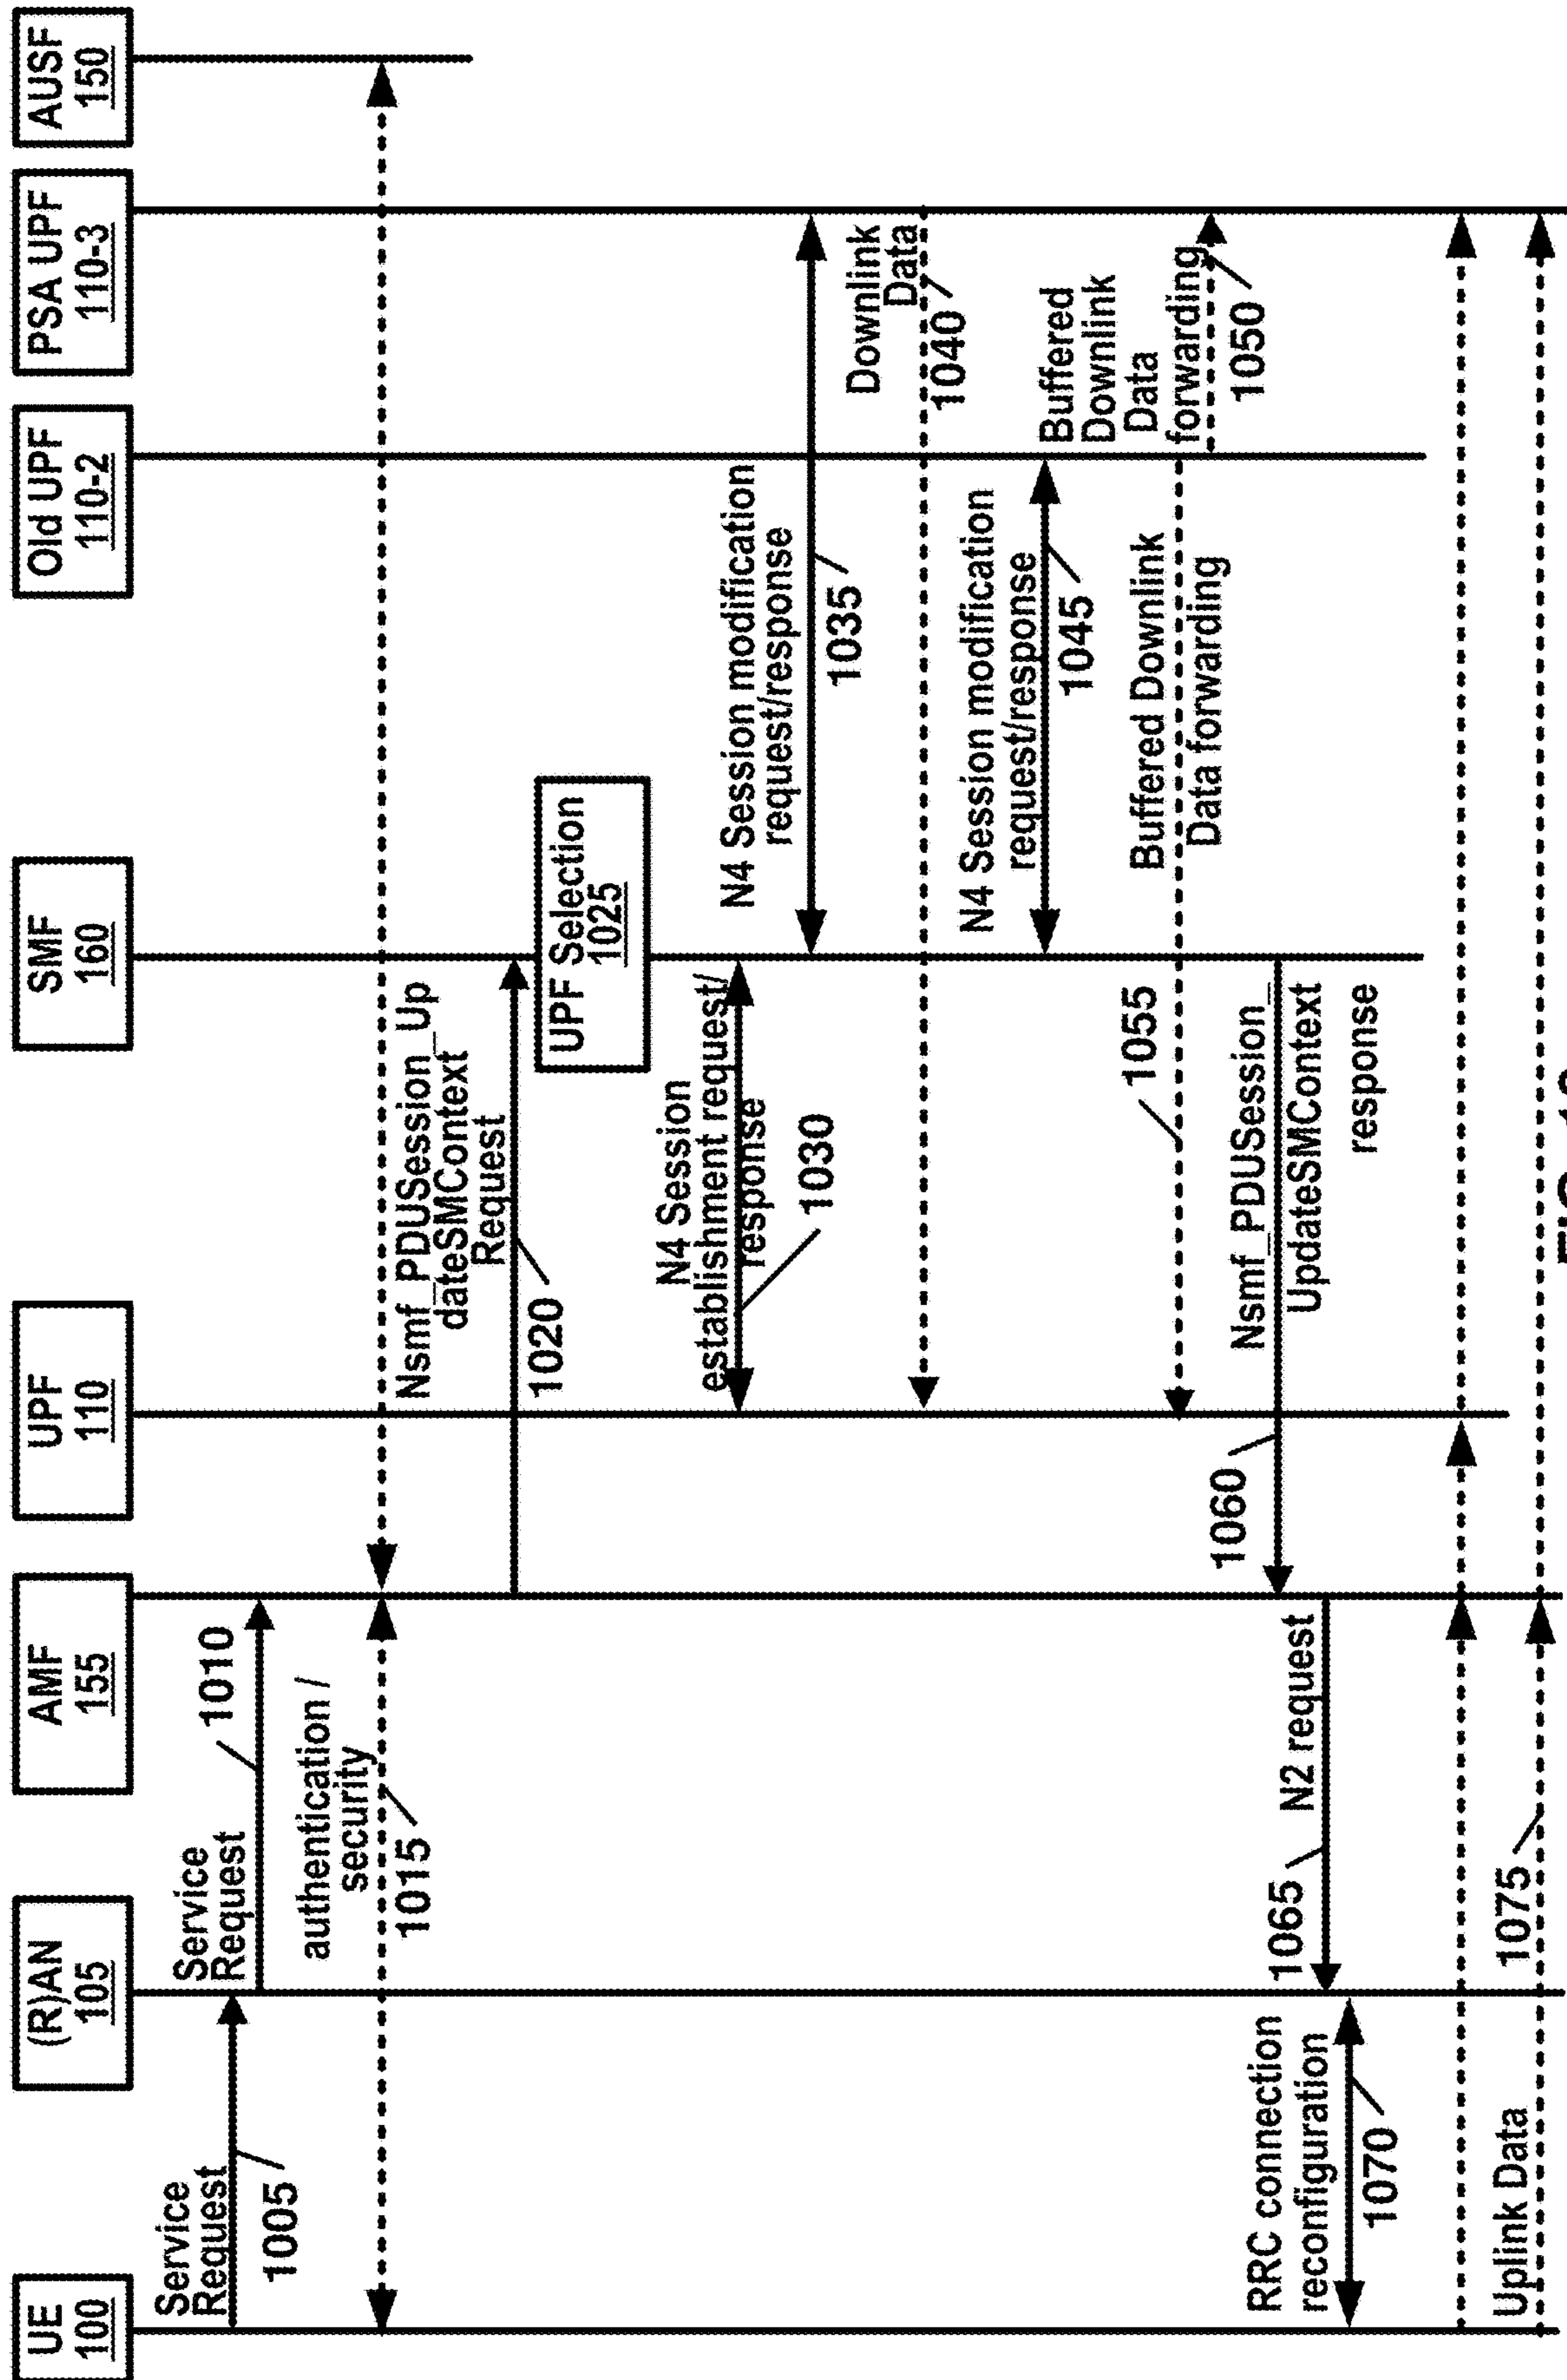 UE
100
(R)AN
105
AMF
155
UPF
110
SMF
160
Old UPF
110-2
PSA UPF
110-3
AUSF
150
Service
Request
1005
Service
Request
1010
authentication /
security
1015
Nsmf_PDUSession_Up
dateSMContext
Request
1020
UPF Selection
1025
N4 Session
establishment request/
response
1030
N4 Session modification
request/response
1035
Downlink
Data
1040
N4 Session modification
request/response
1045
Buffered
Downlink
Data
forwarding
1050
Buffered Downlink
Data forwarding
1055
Nsmf_PDUSession_
UpdateSMContext
response
1060
N2 request
1065
RRC connection
reconfiguration
1070
Uplink Data
1075